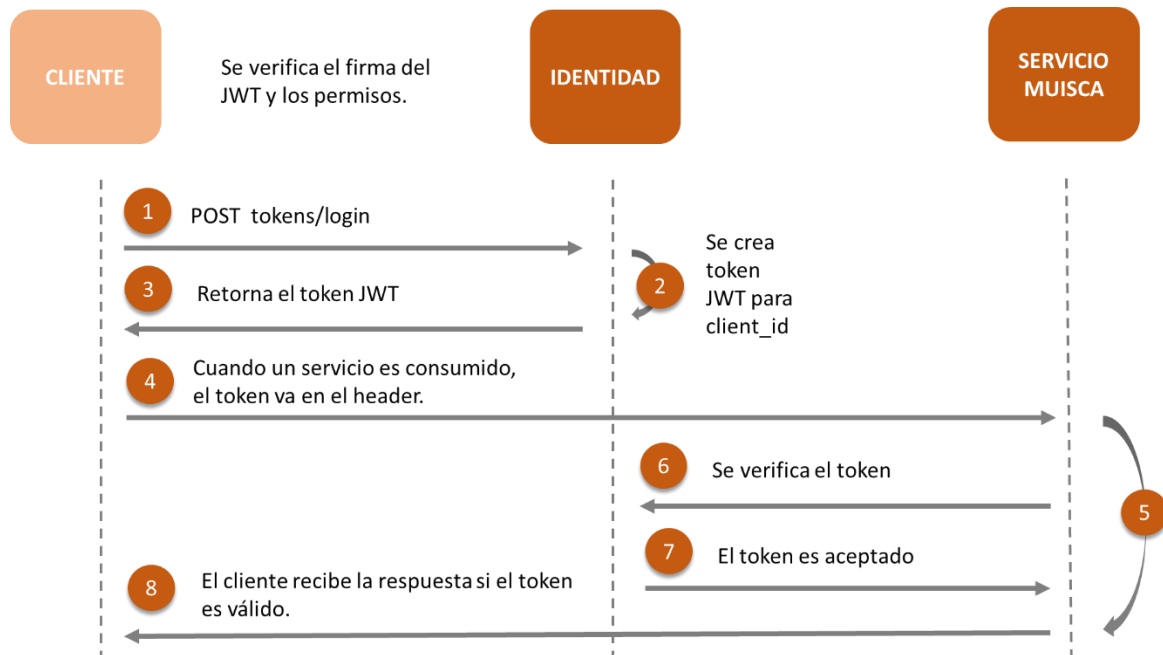 CLIENTE
Se verifica el firma del
JWT y los permisos.
IDENTIDAD
SERVICIO
MUISCA
1
POST tokens/login
2
Se crea
token
JWT para
client_id
3
Retorna el token JWT
4
Cuando un servicio es consumido,
el token va en el header.
5
6
Se verifica el token
7
El token es aceptado
8
El cliente recibe la respuesta si el token
es válido.